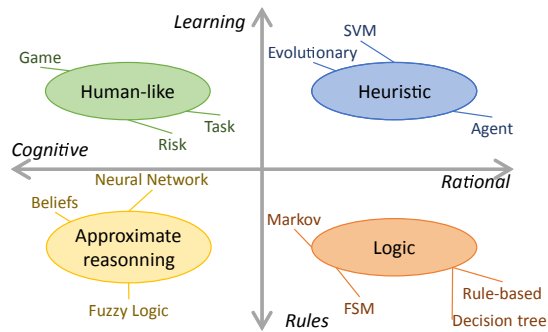 Learning
SVM
Game
Evolutionary
Human-like
Heuristic
Task
Agent
Risk
Cognitive
Rational
Neural Network
Beliefs
Markov
Approximate
reasonning
Logic
Rule-based
Fuzzy Logic
FSM
Rules
Decision tree